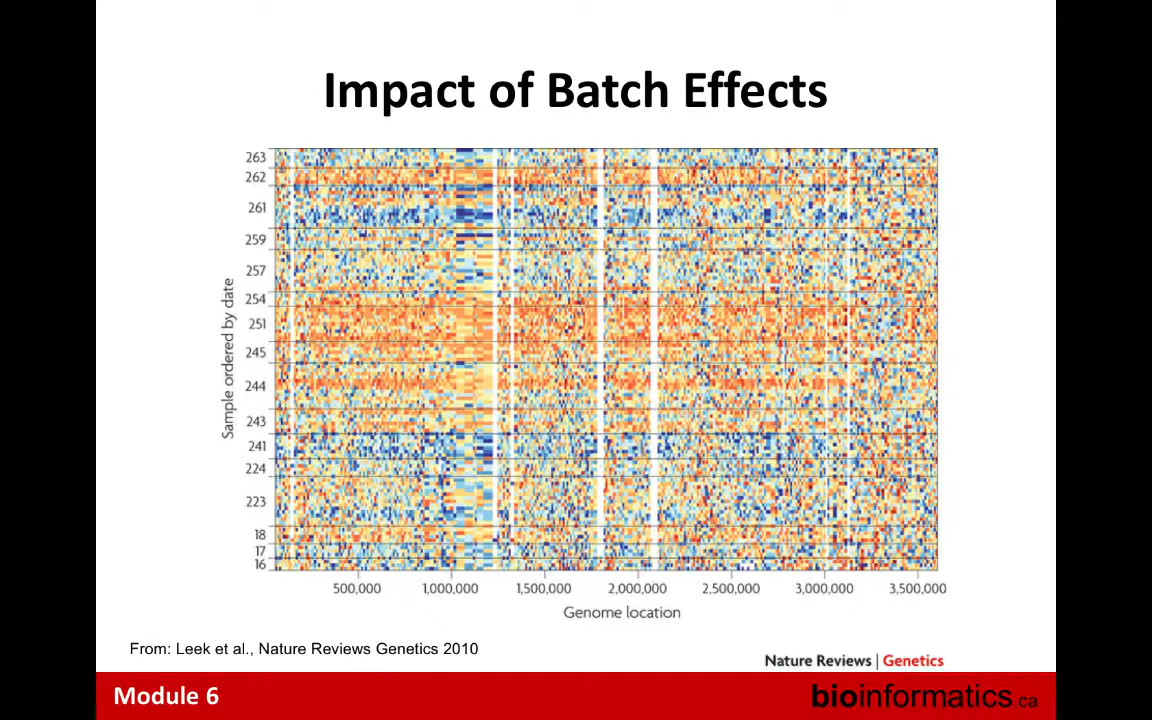 Impact of Batch Effects
263
262
261
259
257
254
251
245
244
243
241
224
223
18
17
16
Sample ordered by date
500,000 1,000,000 1,500,000 2,000,000 2,500,000 3,000,000 3,500,000
Genome location
From: Leek et al., Nature Reviews Genetics 2010
Nature Reviews | Genetics
Module 6
bioinformatics.ca